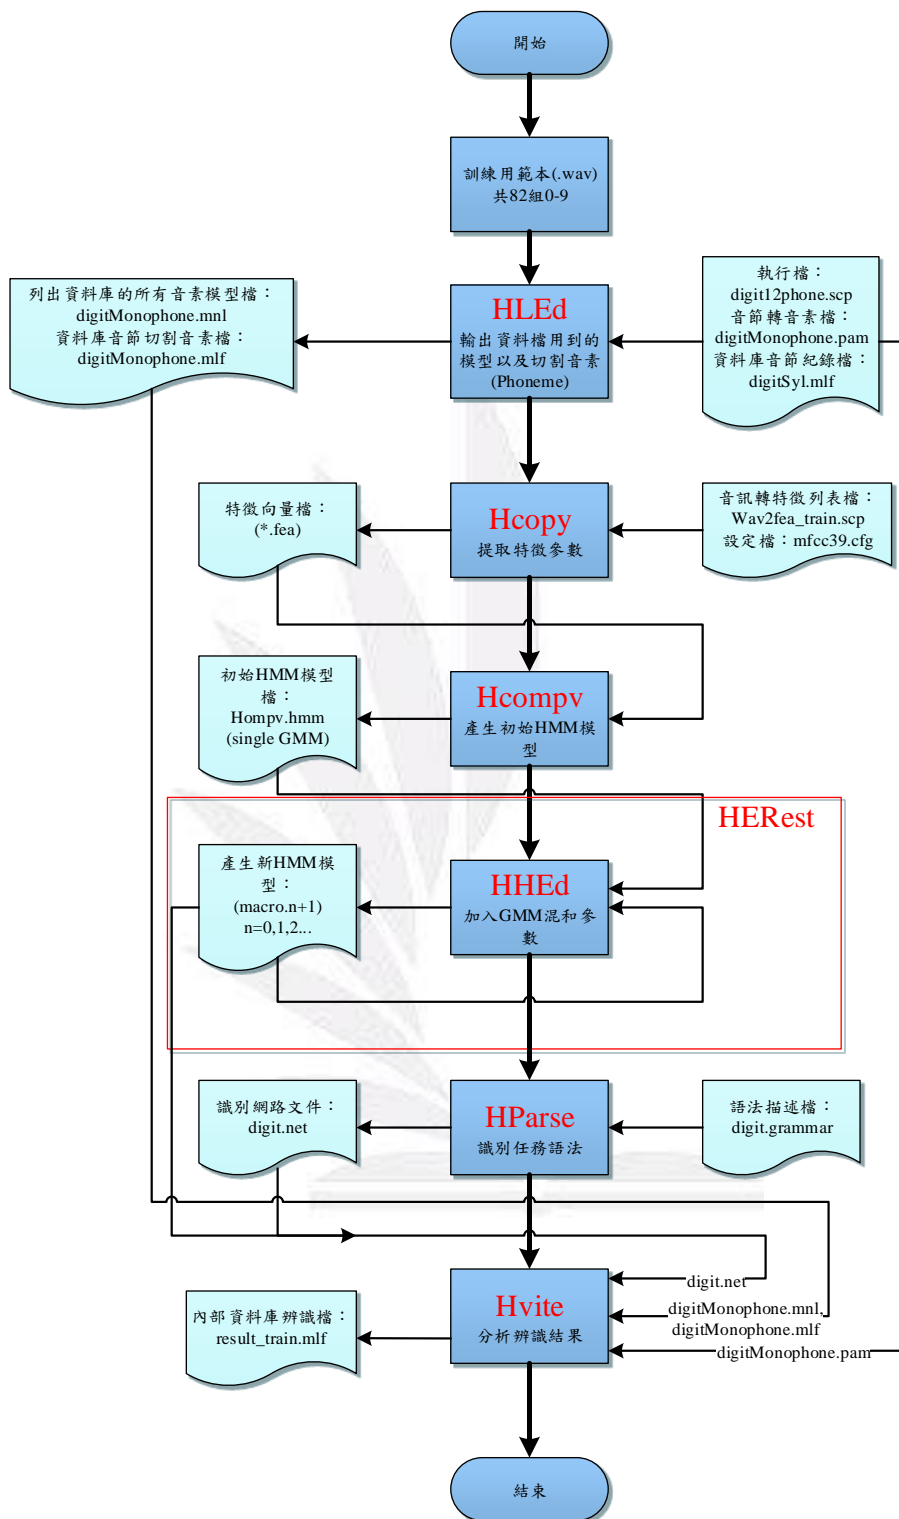 開始
訓練用範本(.wav)
共82組0-9
列出資料庫的所有音素模型檔：
digitMonophone.mnl
資料庫音節切割音素檔：
digitMonophone.mlf
HLEd
輸出資料檔用到的
模型以及切割音素
(Phoneme)
執行檔：
digit12phone.scp
音節轉音素檔：
digitMonophone.pam
資料庫音節紀錄檔：
digitSyl.mlf
特徵向量檔：
(*.fea)
Hcopy
提取特徵參數
音訊轉特徵列表檔：
Wav2fea_train.scp
設定檔：mfcc39.cfg
初始HMM模型
檔：
Hompv.hmm
(single GMM)
Hcompv
產生初始HMM模
型
HERest
產生新HMM模
型：
(macro.n+1)
n=0,1,2...
HHEd
加入GMM混和參
數
識別網路文件：
digit.net
HParse
識別任務語法
語法描述檔：
digit.grammar
內部資料庫辨識檔：
result_train.mlf
Hvite
分析辨識結果
digit.net
digitMonophone.mnl,
digitMonophone.mlf
digitMonophone.pam
結束